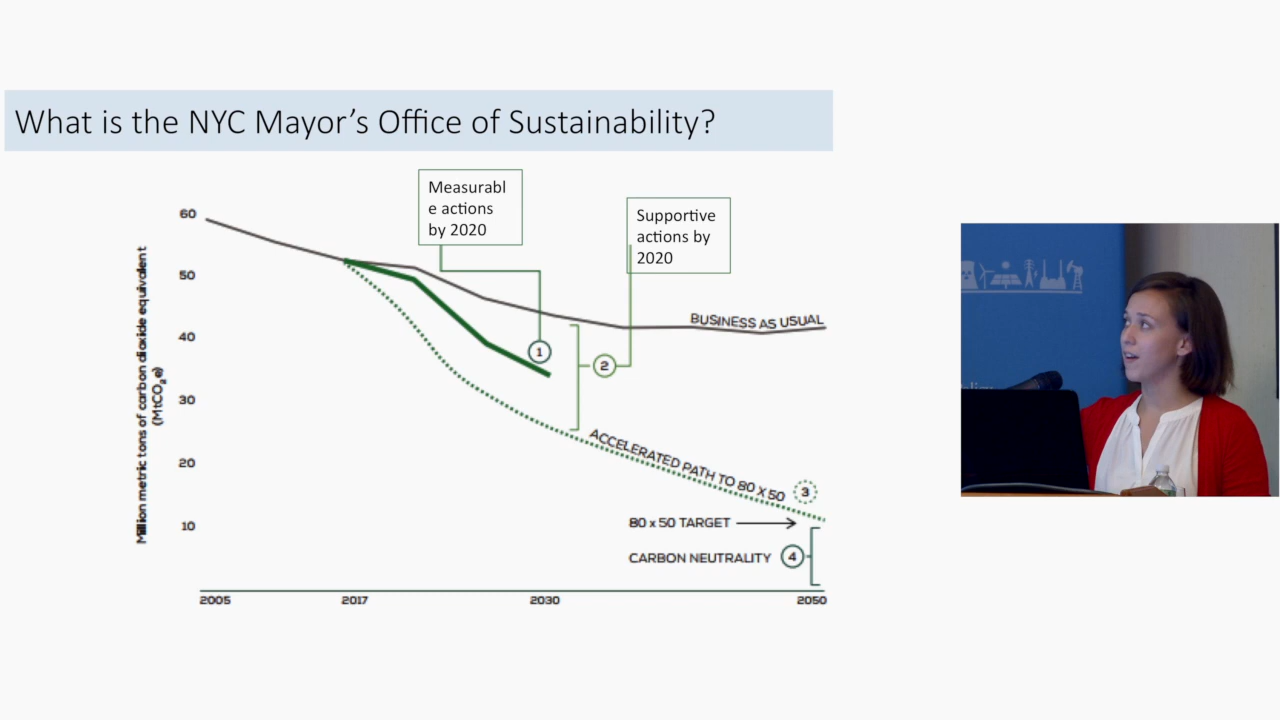 What is the NYC Mayor's Office of Sustainability?
Measurabl
e actions
by 2020
Supportive
actions by
2020
60
50
40
30
20
10
Million metric tons of carbon dioxide equivalent
(MtCO₂e)
BUSINESS AS USUAL
1
2
ACCELERATED PATH TO 80 X 50
3
80 x 50 TARGET
CARBON NEUTRALITY
4
2005
2017
2030
2050